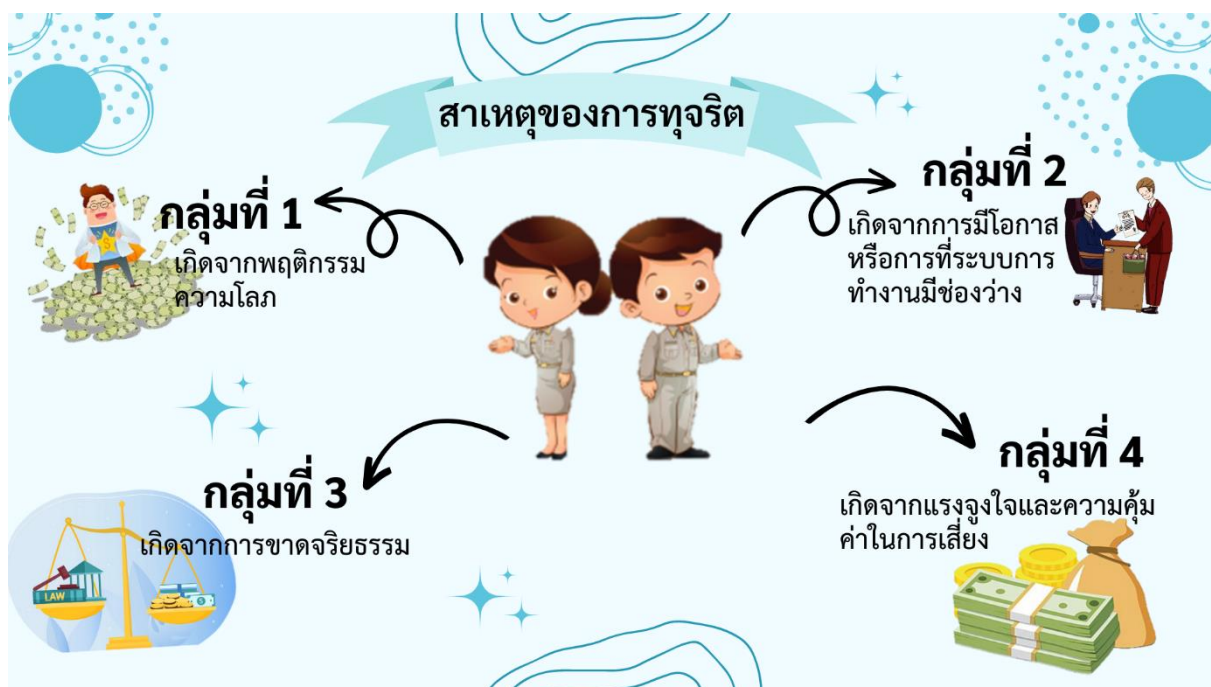 สาเหตุของการทุจริต
กลุ่มที่ 1
เกิดจากพฤติกรรม
ความโลภ
กลุ่มที่ 2
เกิดจากการมีโอกาส
หรือการที่ระบบการ
ทำงานมีช่องว่าง
กลุ่มที่ 3
เกิดจากการขาดจริยธรรม
LAW
กลุ่มที่ 4
เกิดจากแรงจูงใจและความคุ้ม
ค่าในการเสี่ยง